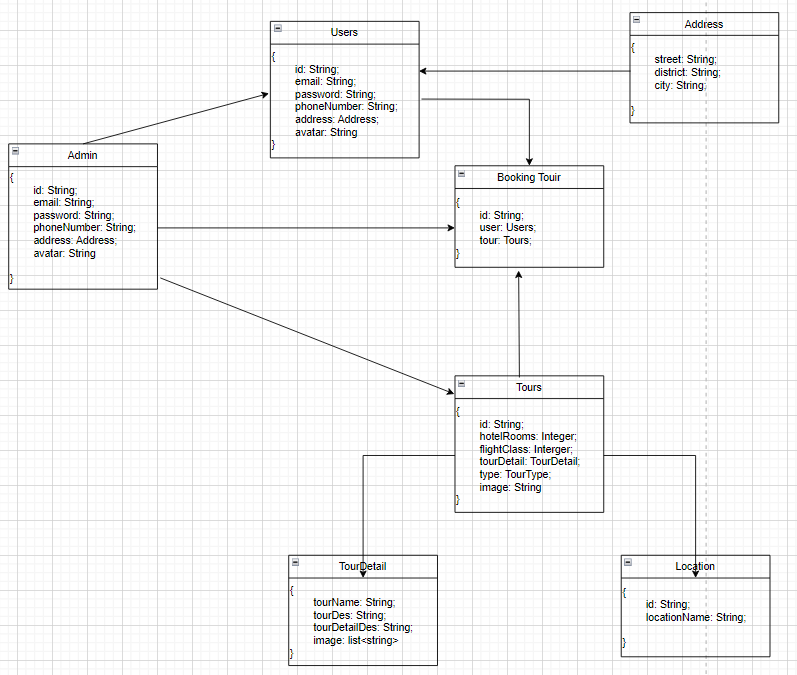 Users
{
id: String;
email: String;
password: String;
phoneNumber: String;
address: Address;
avatar: String
}
Address
{
street: String;
district: String;
city: String;
}
Admin
{
id: String;
email: String;
password: String;
phoneNumber: String;
address: Address;
avatar: String
}
Booking Touir
{
id: String;
user: Users;
tour: Tours;
}
Tours
{
id: String;
hotelRooms: Integer;
flightClass: Interger;
tourDetail: TourDetail;
type: TourType;
image: String
}
TourDetail
{
tourName: String;
tourDes: String;
tourDetailDes: String;
image: list<string>
}
Location
{
id: String;
locationName: String;
}